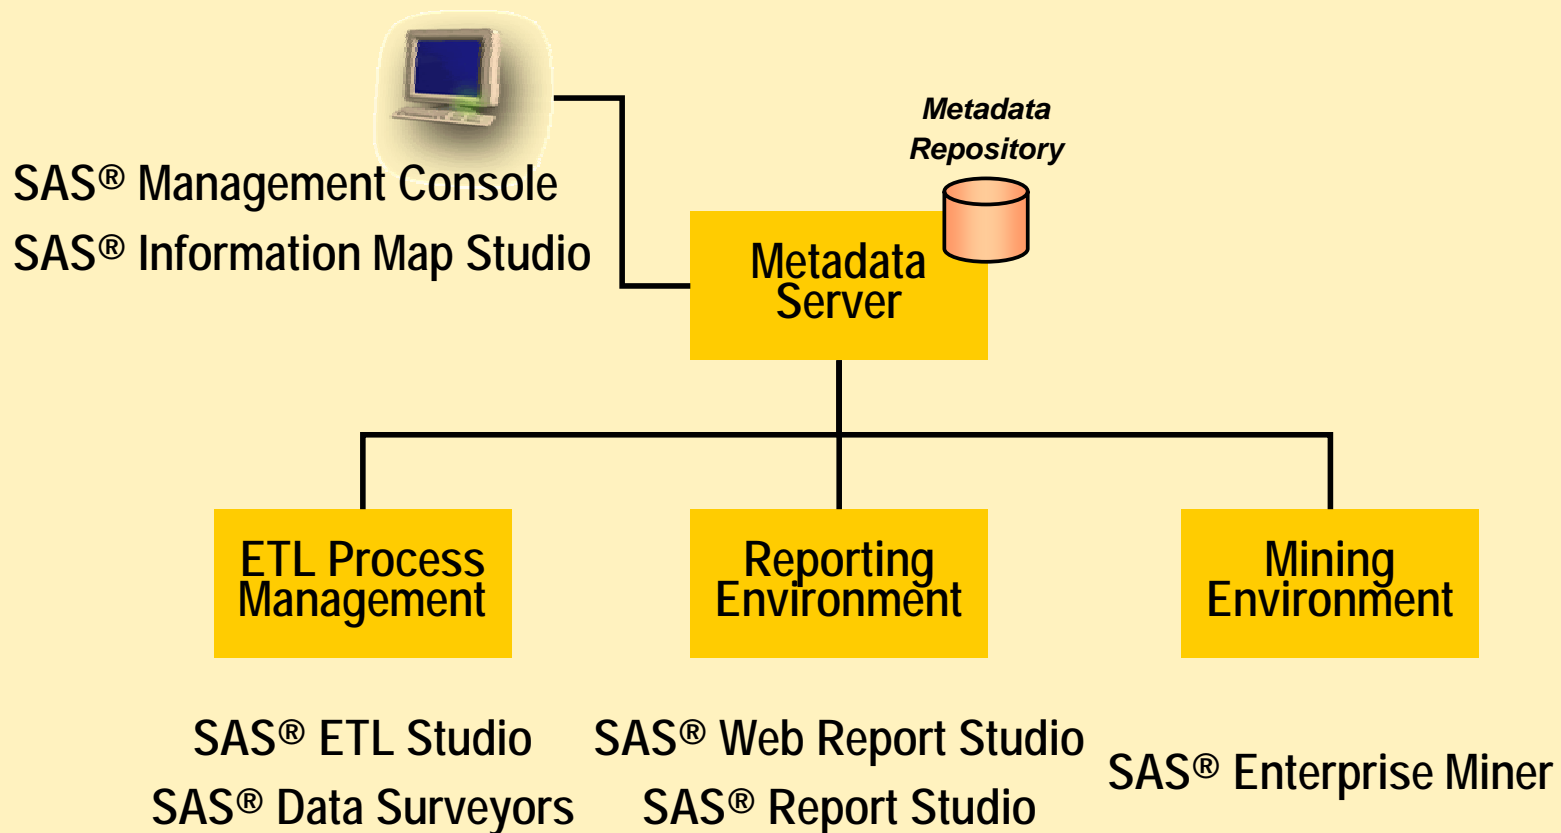 Metadata
Repository
SAS® Management Console
SAS® Information Map Studio
Metadata
Server
ETL Process
Management
Reporting
Environment
Mining
Environment
SAS® ETL Studio
SAS® Data Surveyors
SAS® Web Report Studio
SAS® Report Studio
SAS® Enterprise Miner